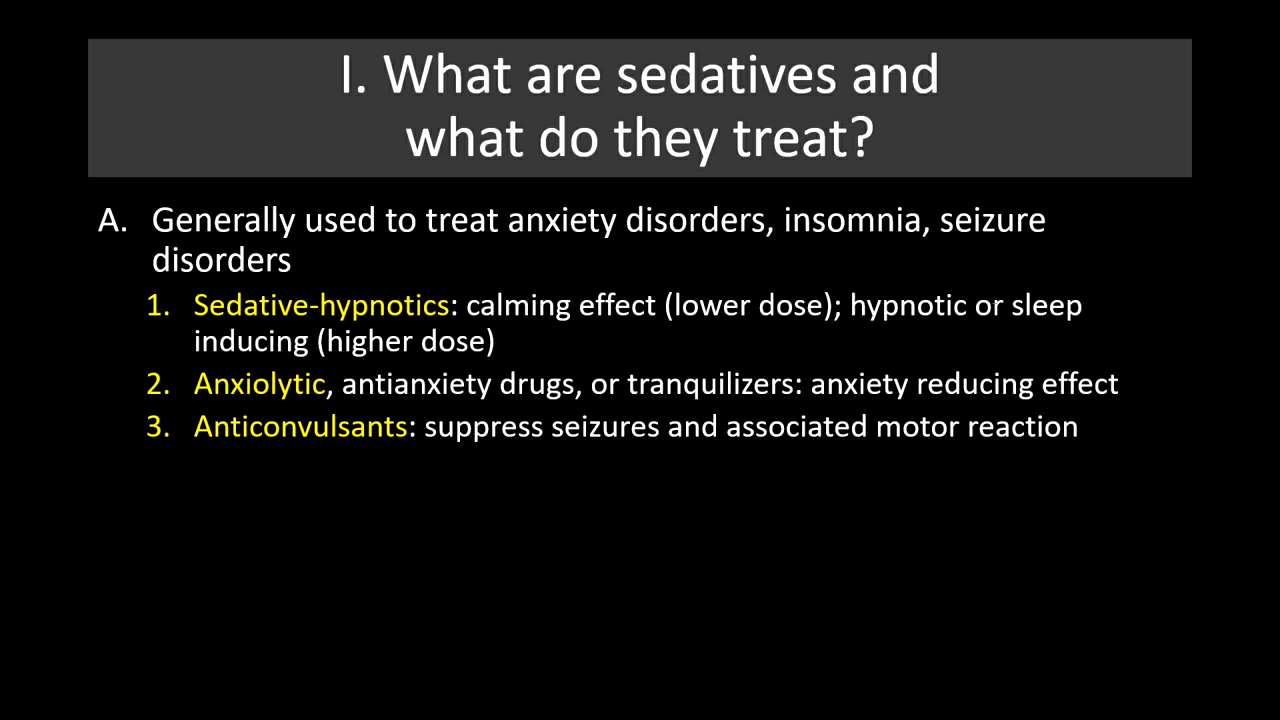 I. What are sedatives and
what do they treat?
A. Generally used to treat anxiety disorders, insomnia, seizure
disorders
1. Sedative-hypnotics: calming effect (lower dose); hypnotic or sleep
inducing (higher dose)
2. Anxiolytic, antianxiety drugs, or tranquilizers: anxiety reducing effect
3. Anticonvulsants: suppress seizures and associated motor reaction